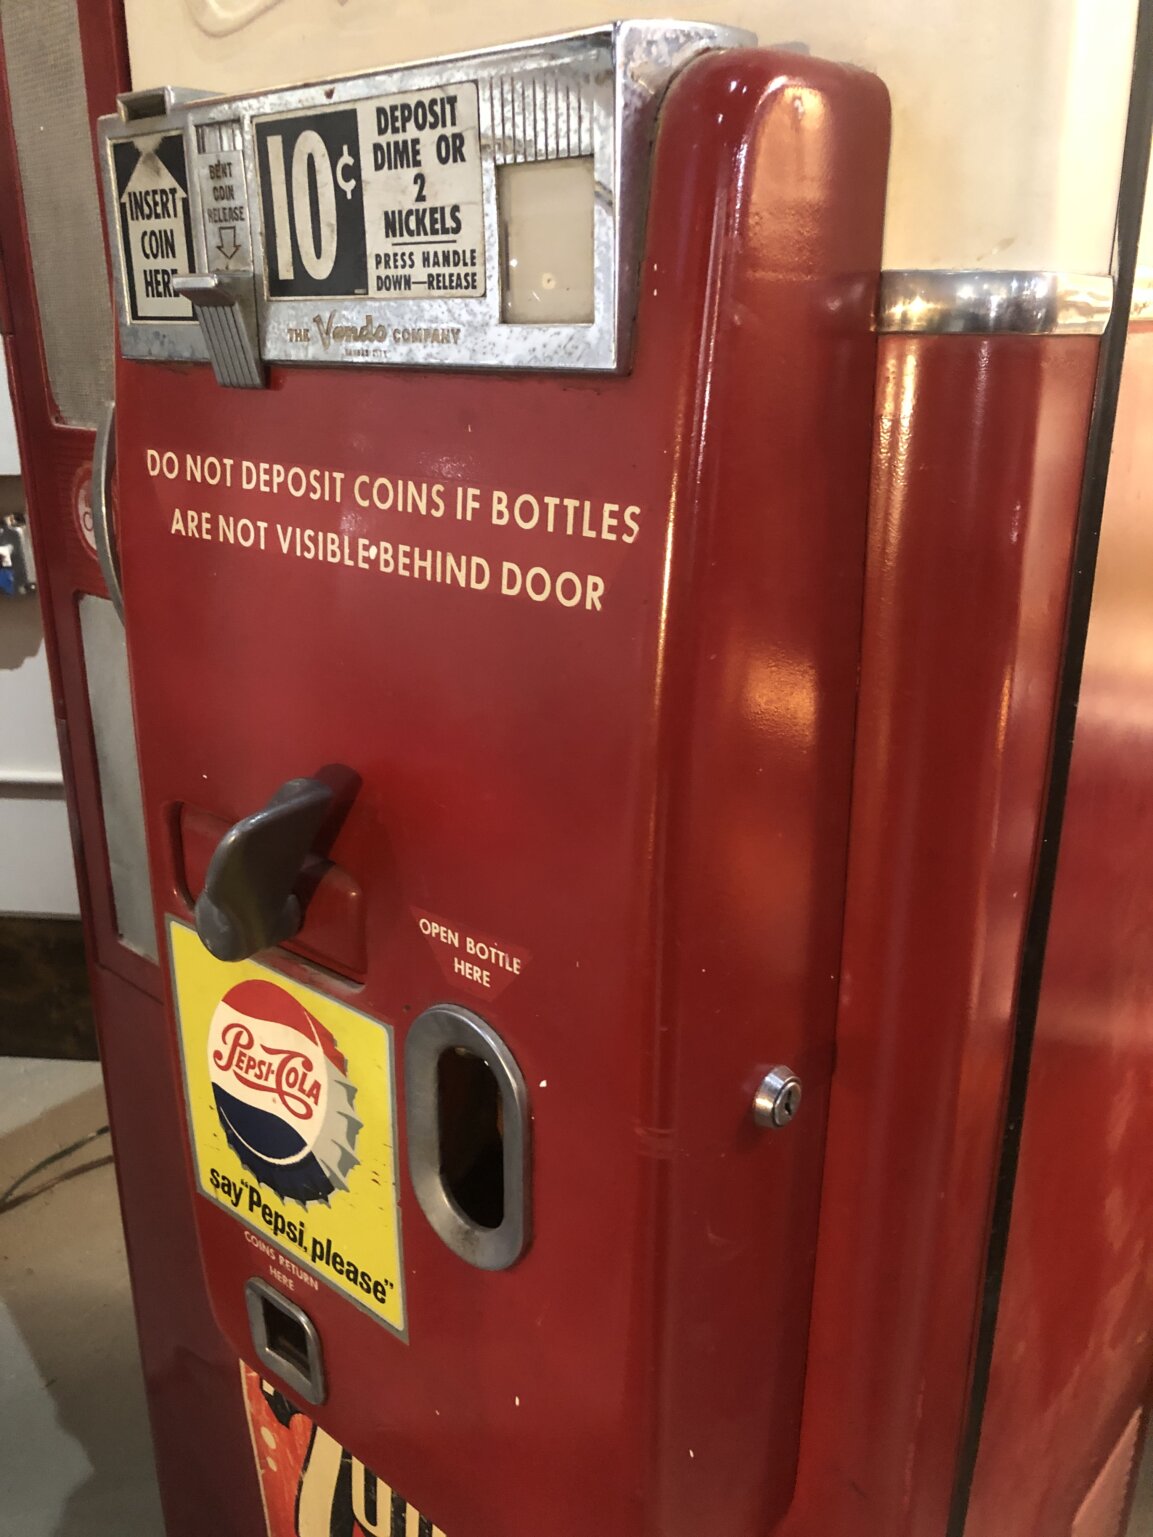 INSERT
COIN
HERE
BENT
COIN
RELEASE
10¢
DEPOSIT
DIME OR
2
NICKELS
PRESS HANDLE
DOWN—RELEASE
THE Vendo COMPANY
DO NOT DEPOSIT COINS IF BOTTLES
ARE NOT VISIBLE BEHIND DOOR
OPEN BOTTLE
HERE
PEPSI-COLA
say "Pepsi, please"
COINS RETURN
HERE
7up